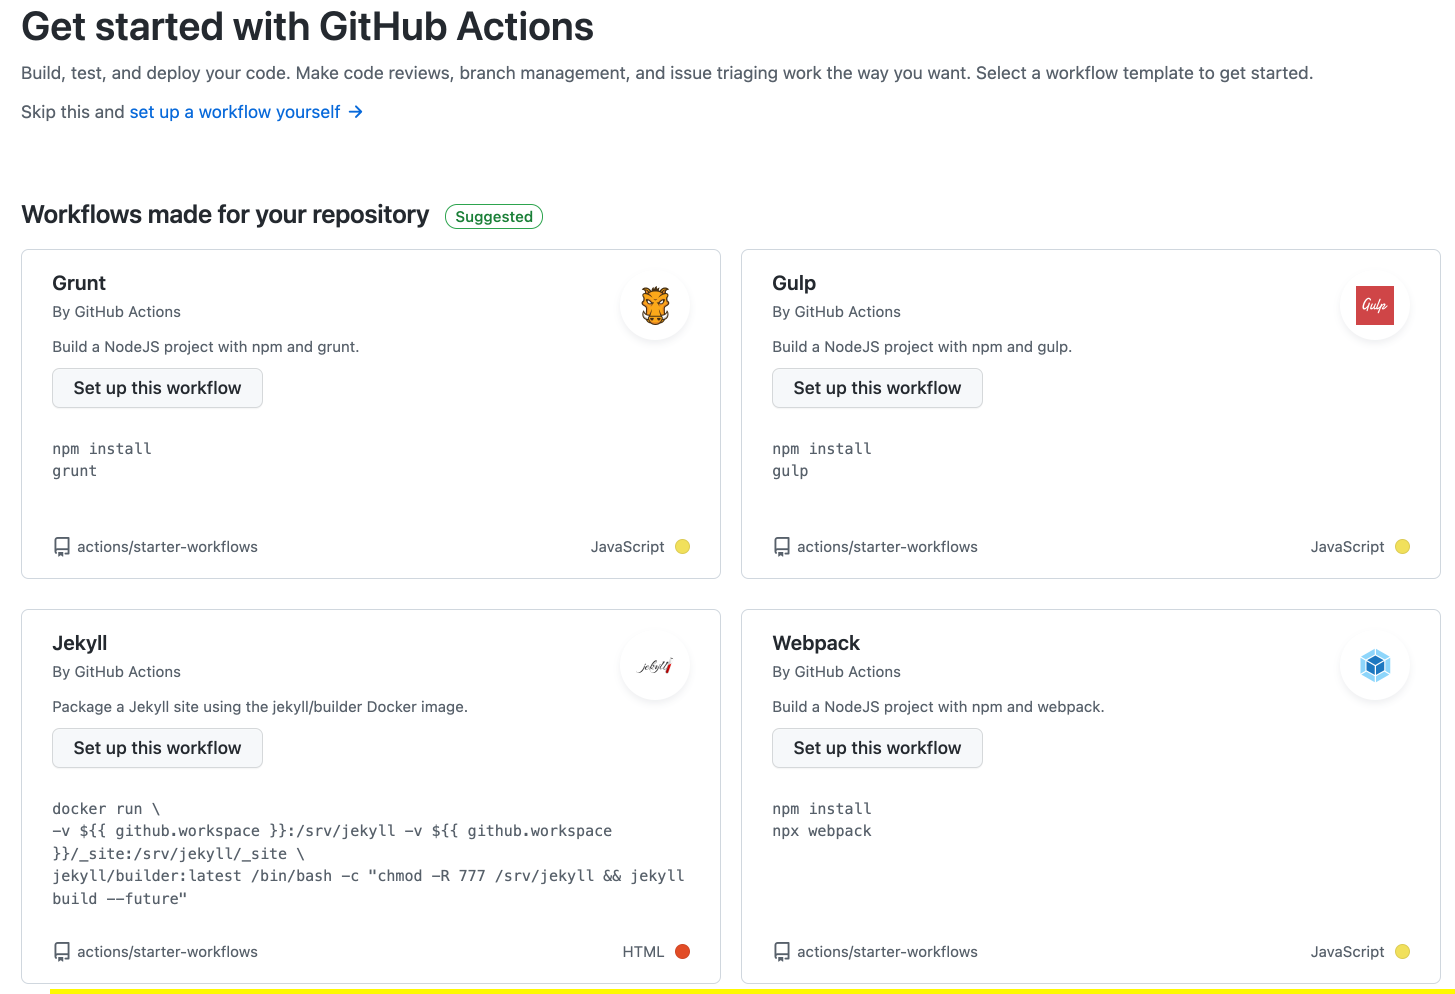 Get started with GitHub Actions
Build, test, and deploy your code. Make code reviews, branch management, and issue triaging work the way you want. Select a workflow template to get started.
Skip this and set up a workflow yourself →
Workflows made for your repository Suggested
Grunt
By GitHub Actions
Build a NodeJS project with npm and grunt.
Set up this workflow
npm install
grunt
actions/starter-workflows JavaScript
Gulp
By GitHub Actions
Gulp
Build a NodeJS project with npm and gulp.
Set up this workflow
npm install
gulp
actions/starter-workflows JavaScript
Jekyll
By GitHub Actions
jekyll
Package a Jekyll site using the jekyll/builder Docker image.
Set up this workflow
docker run \
-v ${{ github.workspace }}:/srv/jekyll -v ${{ github.workspace
}}/_site:/srv/jekyll/_site \
jekyll/builder:latest /bin/bash -c "chmod -R 777 /srv/jekyll && jekyll
build --future"
actions/starter-workflows HTML
Webpack
By GitHub Actions
Build a NodeJS project with npm and webpack.
Set up this workflow
npm install
npx webpack
actions/starter-workflows JavaScript